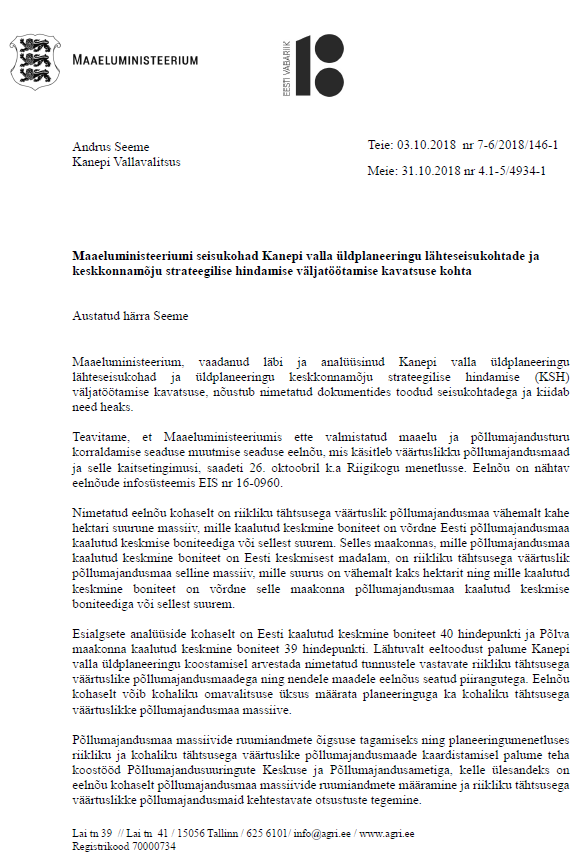 MAAELUMINISTEERIUM
EESTI VABARIIK
100
Andrus Seeme
Kanepi Vallavalitsus
Teie: 03.10.2018 nr 7-6/2018/146-1
Meie: 31.10.2018 nr 4.1-5/4934-1
Maaeluministeeriumi seisukohad Kanepi valla üldplaneeringu lähteseisukohtade ja
keskkonnamõju strateegilise hindamise väljatöötamise kavatsuse kohta
Austatud härra Seeme
Maaeluministeerium, vaadanud läbi ja analüüsinud Kanepi valla üldplaneeringu
lähteseisukohad ja üldplaneeringu keskkonnamõju strateegilise hindamise (KSH)
väljatöötamise kavatsuse, nõustub nimetatud dokumentides toodud seisukohtadega ja kiidab
need heaks.
Teavitame, et Maaeluministeeriumis ette valmistatud maaelu ja põllumajandusturu
korraldamise seaduse muutmise seaduse eelnõu, mis käsitleb väärtuslikku põllumajandusmaad
ja selle kaitsetingimusi, saadeti 26. oktoobril k.a Riigikogu menetlusse. Eelnõu on nähtav
eelnõude infosüsteemis EIS nr 16-0960.
Nimetatud eelnõu kohaselt on riikliku tähtsusega väärtuslik põllumajandusmaa vähemalt kahe
hektari suurune massiiv, mille kaalutud keskmine boniteet on võrdne Eesti põllumajandusmaa
kaalutud keskmise boniteediga või sellest suurem. Selles maakonnas, mille põllumajandusmaa
kaalutud keskmine boniteet on Eesti keskmisest madalam, on riikliku tähtsusega väärtuslik
põllumajandusmaa selline massiiv, mille suurus on vähemalt kaks hektarit ning mille kaalutud
keskmine boniteet on võrdne selle maakonna põllumajandusmaa kaalutud keskmise
boniteediga või sellest suurem.
Esialgsete analüüside kohaselt on Eesti kaalutud keskmine boniteet 40 hindepunkti ja Põlva
maakonna kaalutud keskmine boniteet 39 hindepunkti. Lähtuvalt eeltoodust palume Kanepi
valla üldplaneeringu koostamisel arvestada nimetatud tunnustele vastavate riikliku tähtsusega
väärtuslike põllumajandusmaadega ning nendele maadele eelnõus seatud piirangutega. Eelnõu
kohaselt võib kohaliku omavalitsuse üksus määrata planeeringuga ka kohaliku tähtsusega
väärtuslikke põllumajandusmaa massiive.
Põllumajandusmaa massiivide ruumiandmete õigsuse tagamiseks ning planeeringumenetluses
riikliku ja kohaliku tähtsusega väärtuslike põllumajandusmaade kaardistamisel palume teha
koostööd Põllumajandusuuringute Keskuse ja Põllumajandusametiga, kelle ülesandeks on
eelnõu kohaselt põllumajandusmaa massiivide ruumiandmete määramine ja riikliku tähtsusega
väärtuslikke põllumajandusmaid kehtestavate otsustuste tegemine.
Lai tn 39 // Lai tn 41 / 15056 Tallinn / 625 6101/ info@agri.ee / www.agri.ee
Registrikood 70000734